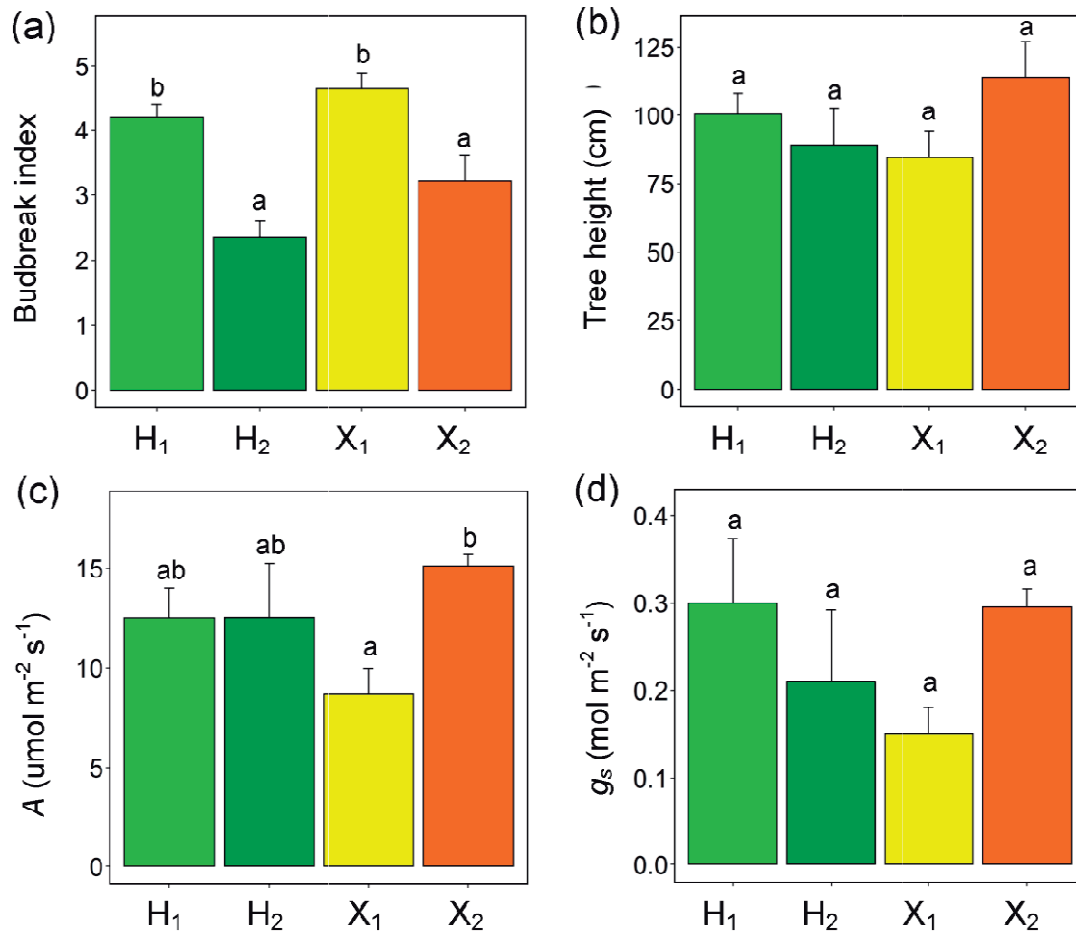 (a)
Budbreak index
5
4
3
2
1
0
b
a
b
a
H₁ H₂ X₁ X₂
(b)
Tree height (cm) )
125
100
75
50
25
0
a
a
a
a
H₁ H₂ X₁ X₂
(c)
A (umol m⁻² s⁻¹)
15
10
5
0
ab
ab
a
b
H₁ H₂ X₁ X₂
(d)
gₛ (mol m⁻² s⁻¹)
0.4
0.3
0.2
0.1
0.0
a
a
a
a
H₁ H₂ X₁ X₂